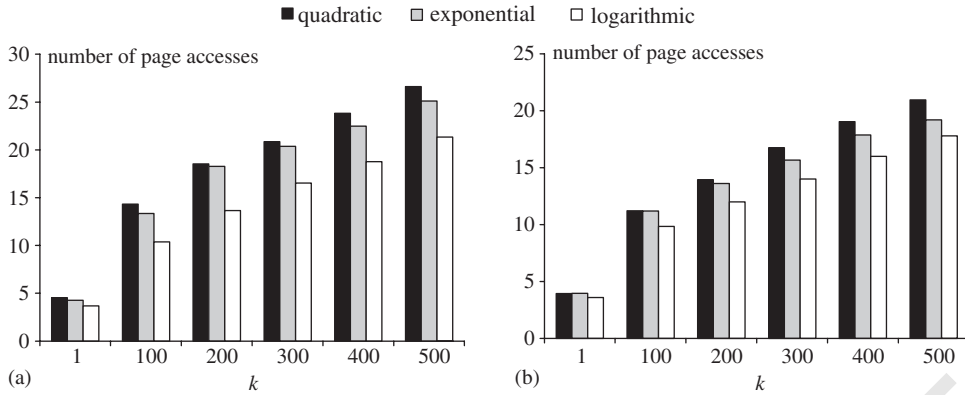 quadratic exponential logarithmic
number of page accesses
30
25
20
15
10
5
0
1 100 200 300 400 500
k
(a)
number of page accesses
25
20
15
10
5
0
1 100 200 300 400 500
k
(b)